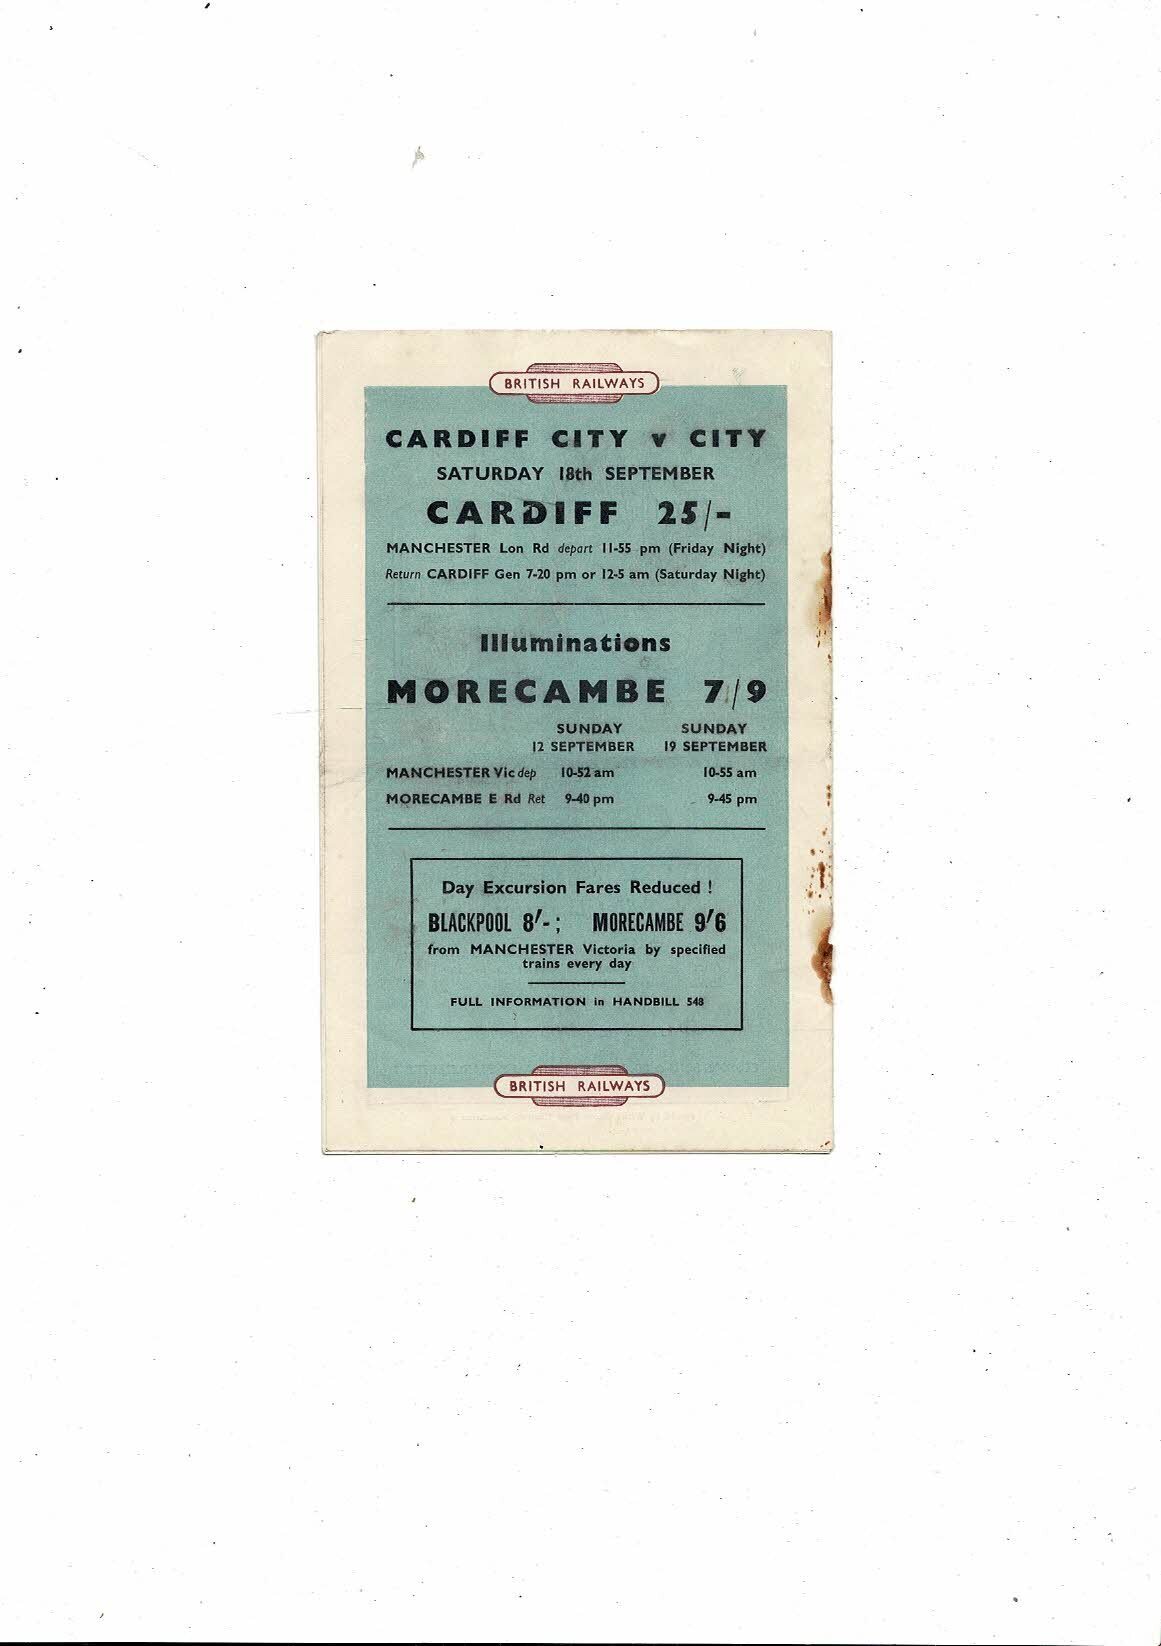 BRITISH RAILWAYS
CARDIFF CITY v CITY
SATURDAY 18th SEPTEMBER
CARDIFF 25/-
MANCHESTER Lon Rd depart 11-55 pm (Friday Night)
Return CARDIFF Gen 7-20 pm or 12-5 am (Saturday Night)
Illuminations
MORECAMBE 7/9
SUNDAY SUNDAY
12 SEPTEMBER 19 SEPTEMBER
MANCHESTER Vic dep 10-52 am 10-55 am
MORECAMBE E Rd Ret 9-40 pm 9-45 pm
Day Excursion Fares Reduced !
BLACKPOOL 8'-; MORECAMBE 9'6
from MANCHESTER Victoria by specified
trains every day
FULL INFORMATION in HANDBILL 548
BRITISH RAILWAYS